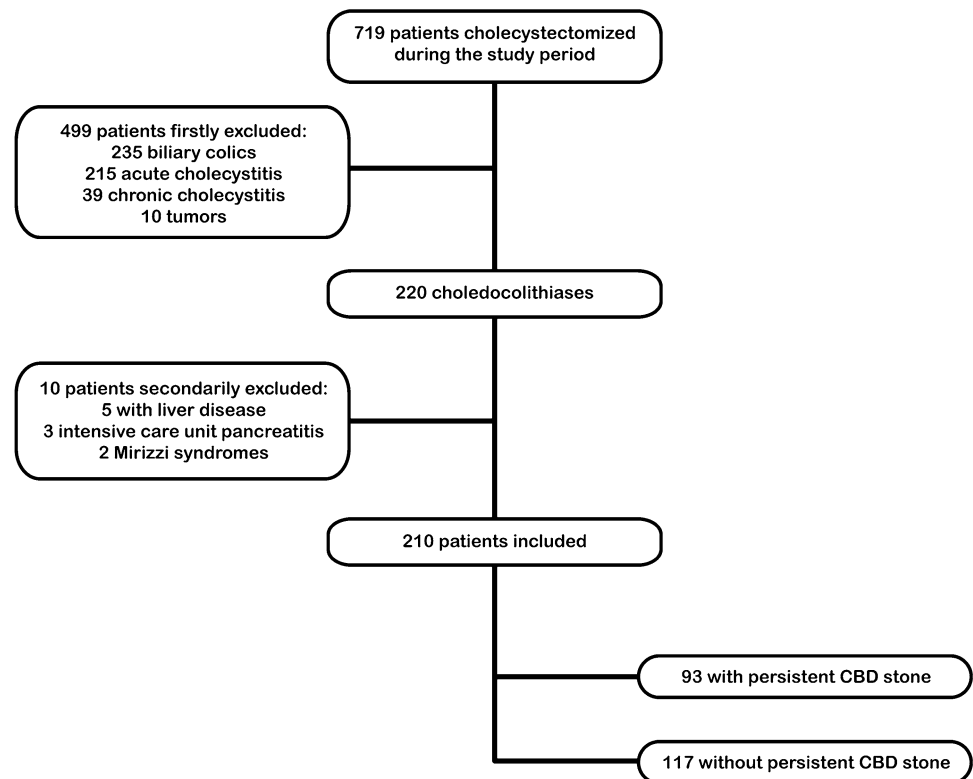 719 patients cholecystectomized
during the study period
499 patients firstly excluded:
235 biliary colics
215 acute cholecystitis
39 chronic cholecystitis
10 tumors
220 choledocolithiases
10 patients secondarily excluded:
5 with liver disease
3 intensive care unit pancreatitis
2 Mirizzi syndromes
210 patients included
93 with persistent CBD stone
117 without persistent CBD stone